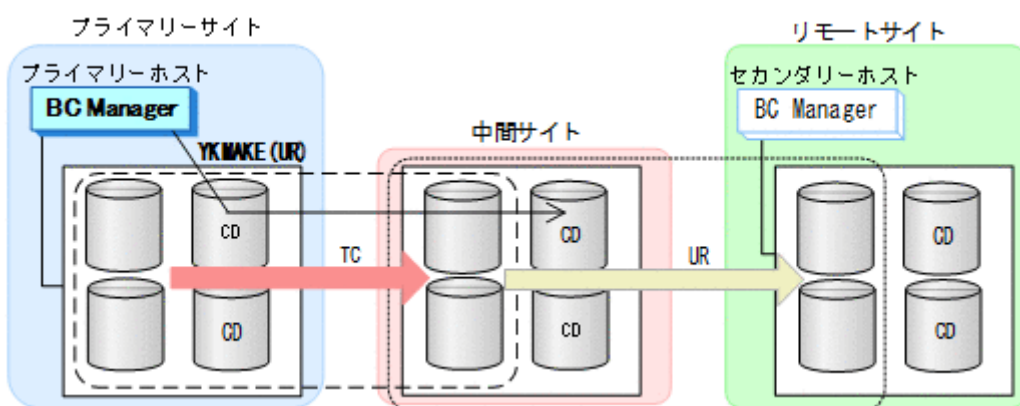 プライマリーサイト
リモートサイト
プライマリーホスト
セカンダリーホスト
BC Manager
BC Manager
中間サイト
YKMAKE(UR)
CD
CD
CD
TC
UR
CD
CD
CD